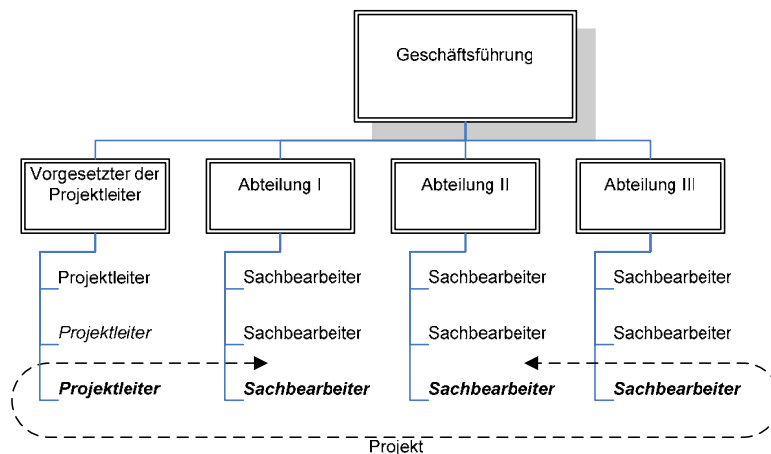 Geschäftsführung
Vorgesetzter der
Projektleiter
Abteilung I
Abteilung II
Abteilung III
Projektleiter
Sachbearbeiter
Sachbearbeiter
Sachbearbeiter
Projektleiter
Sachbearbeiter
Sachbearbeiter
Sachbearbeiter
Projektleiter
Sachbearbeiter
Sachbearbeiter
Sachbearbeiter
Projekt